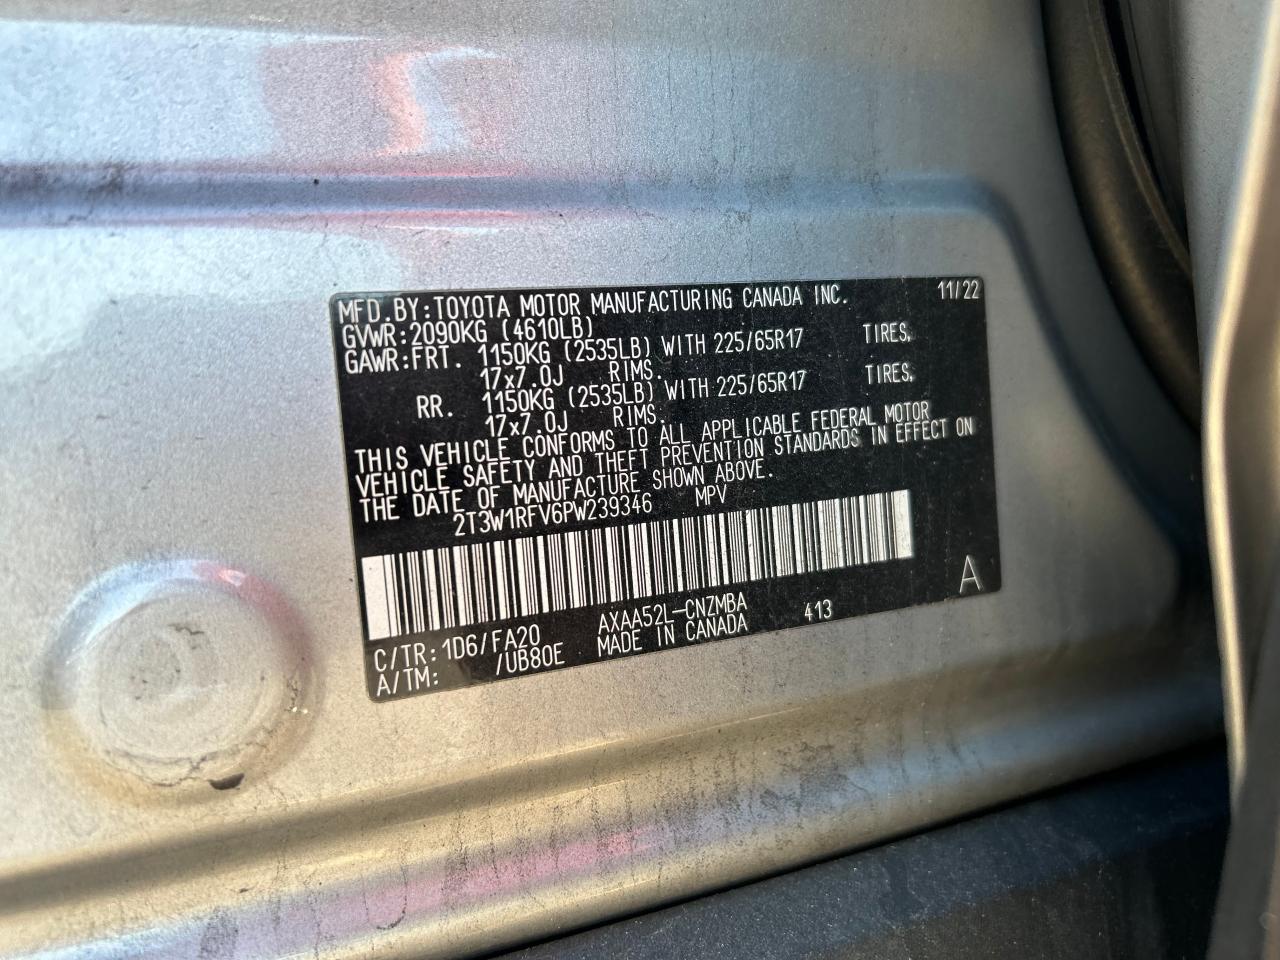 MFD.BY:TOYOTA MOTOR MANUFACTURING CANADA INC. 11/22
GVWR:2090KG (4610LB)
GAWR:FRT. 1150KG (2535LB) WITH 225/65R17 TIRES,
17x7.0J RIMS.
RR. 1150KG (2535LB) WITH 225/65R17 TIRES,
17x7.0J RIMS.
THIS VEHICLE CONFORMS TO ALL APPLICABLE FEDERAL MOTOR
VEHICLE SAFETY AND THEFT PREVENTION STANDARDS IN EFFECT ON
THE DATE OF MANUFACTURE SHOWN ABOVE.
2T3W1RFV6PW239346 MPV
A
C/TR:1D6/FA20 AXAA52L-CNZMBA 413
A/TM: /UB80E MADE IN CANADA